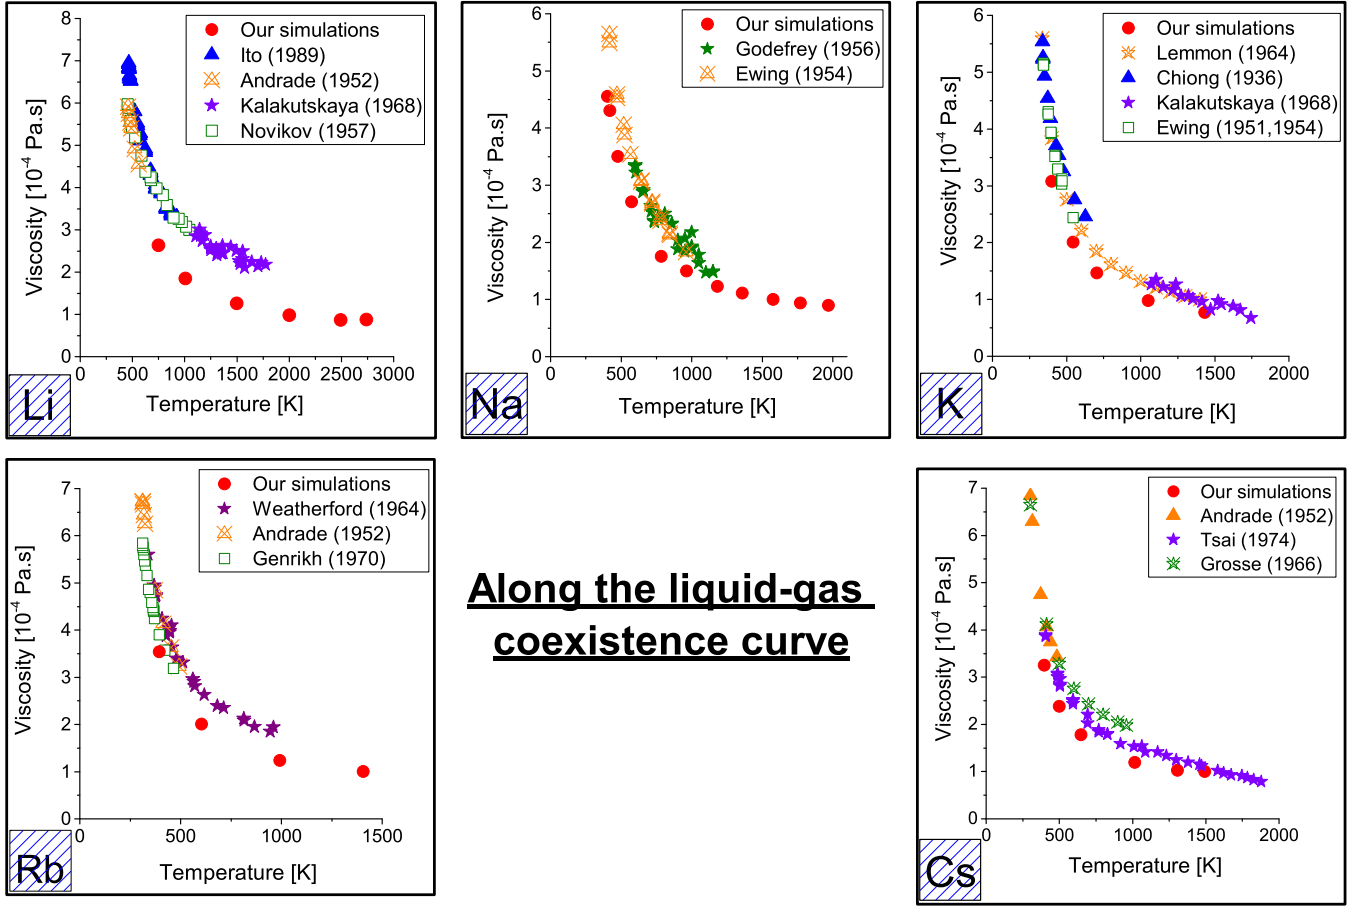 Our simulations
Ito (1989)
Andrade (1952)
Kalakutskaya (1968)
Novikov (1957)
8
7
6
5
4
3
2
1
0
Viscosity [10⁻⁴ Pa.s]
0 500 1000 1500 2000 2500 3000
Temperature [K]
Li
Our simulations
Godefrey (1956)
Ewing (1954)
6
5
4
3
2
1
0
Viscosity [10⁻⁴ Pa.s]
0 500 1000 1500 2000
Temperature [K]
Na
Our simulations
Lemmon (1964)
Chiong (1936)
Kalakutskaya (1968)
Ewing (1951,1954)
6
5
4
3
2
1
0
Viscosity [10⁻⁴ Pa.s]
0 500 1000 1500 2000
Temperature [K]
K
Our simulations
Weatherford (1964)
Andrade (1952)
Genrikh (1970)
7
6
5
4
3
2
1
0
Viscosity [10⁻⁴ Pa.s]
0 500 1000 1500
Temperature [K]
Rb
Along the liquid-gas
coexistence curve
Our simulations
Andrade (1952)
Tsai (1974)
Grosse (1966)
7
6
5
4
3
2
1
0
Viscosity [10⁻⁴ Pa.s]
0 500 1000 1500 2000
Temperature [K]
Cs